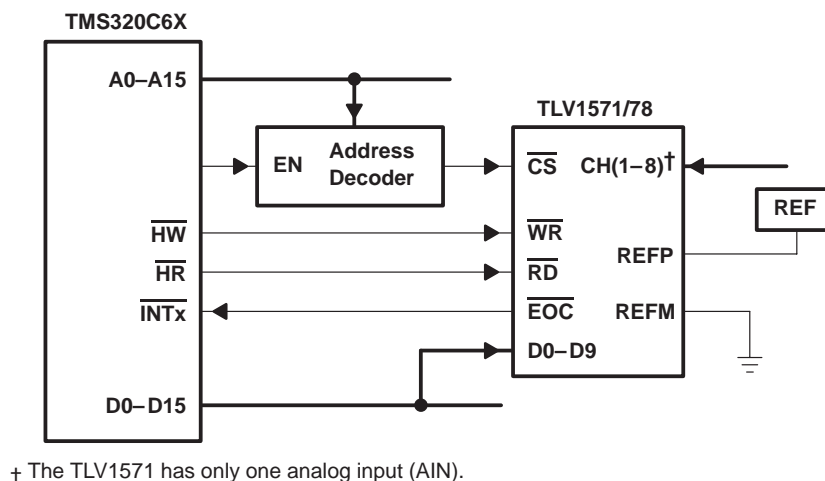 TMS320C6X
A0–A15
TLV1571/78
EN
Address
Decoder
CS
CH(1–8)†
REF
HW
WR
REFP
HR
RD
INTx
EOC
REFM
D0–D9
D0–D15
† The TLV1571 has only one analog input (AIN).